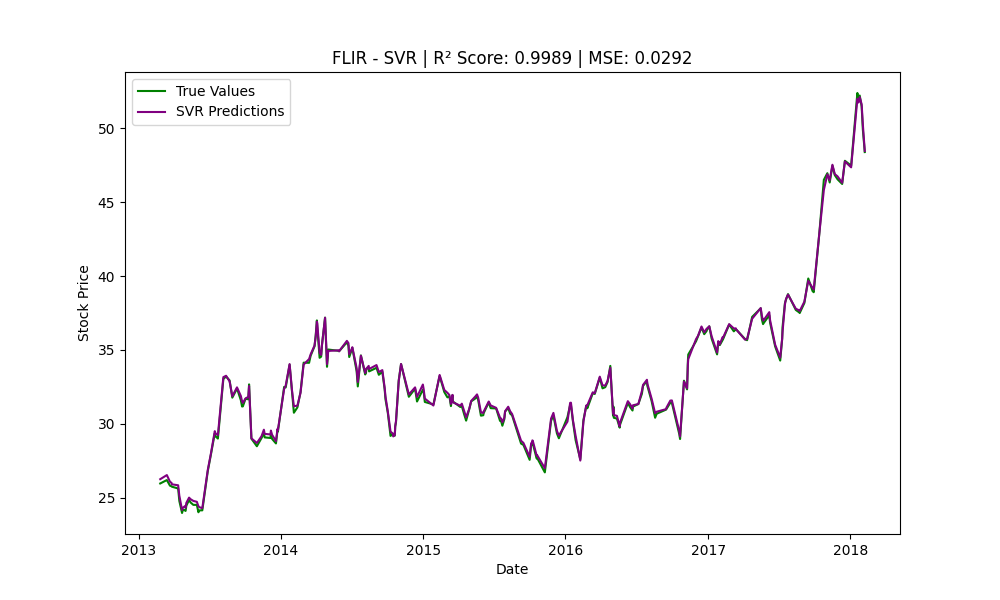 FLIR - SVR | R² Score: 0.9989 | MSE: 0.0292
True Values
SVR Predictions
Stock Price
50
45
40
35
30
25
2013
2014
2015
2016
2017
2018
Date